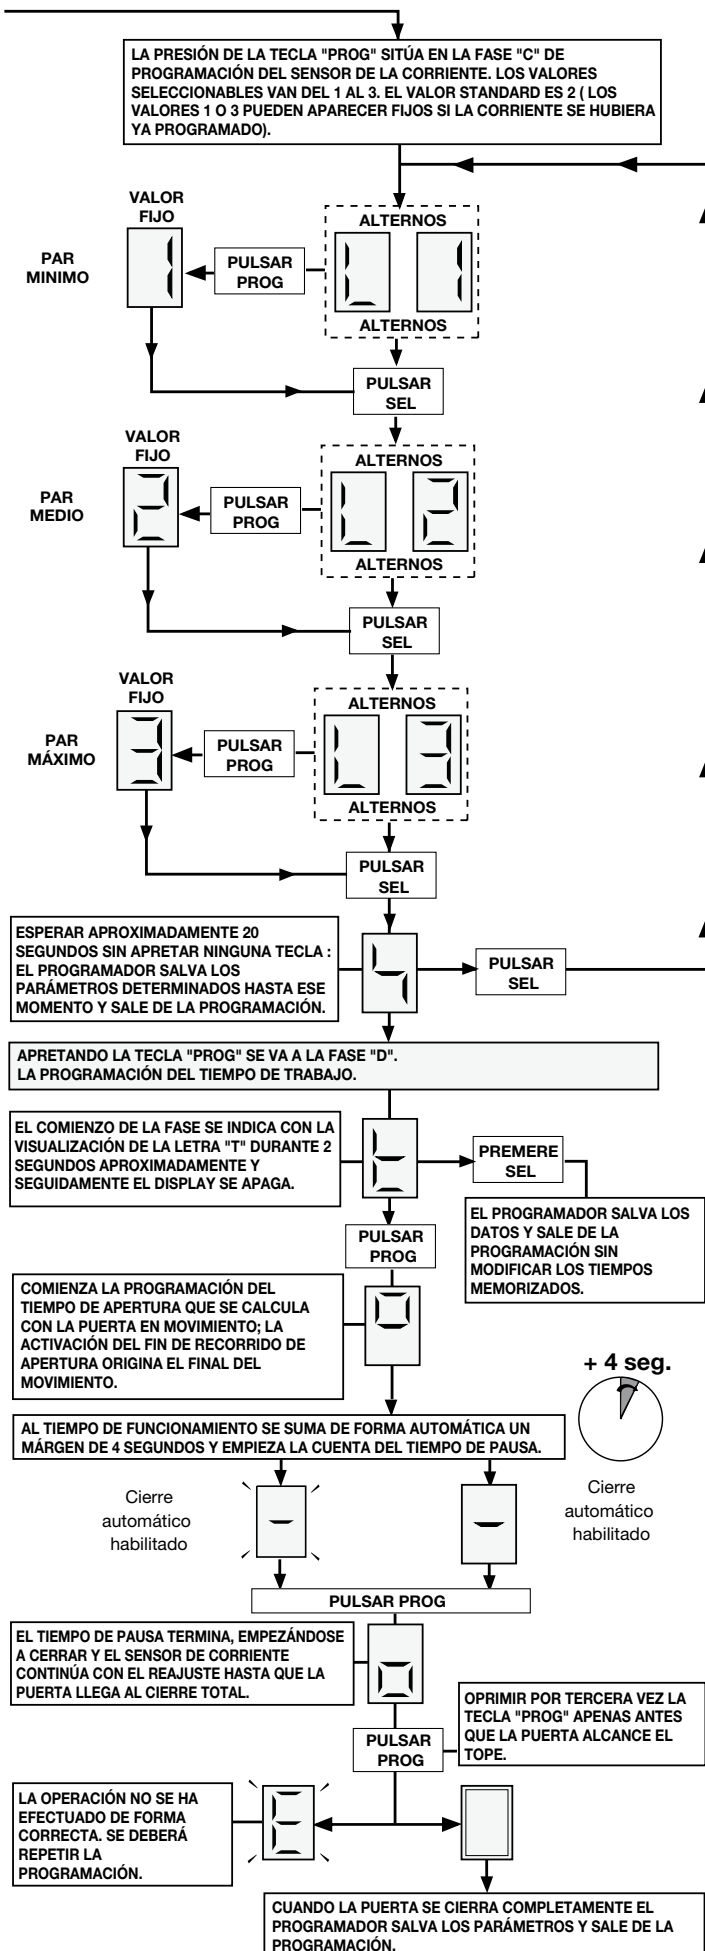 LA PRESIÓN DE LA TECLA "PROG" SITÚA EN LA FASE "C" DE
PROGRAMACIÓN DEL SENSOR DE LA CORRIENTE. LOS VALORES
SELECCIONABLES VAN DEL 1 AL 3. EL VALOR STANDARD ES 2 ( LOS
VALORES 1 O 3 PUEDEN APARECER FIJOS SI LA CORRIENTE SE HUBIERA
YA PROGRAMADO).
VALOR
FIJO
ALTERNOS
PAR
MINIMO
1
PULSAR
PROG
L 1
ALTERNOS
PULSAR
SEL
VALOR
FIJO
ALTERNOS
PAR
MEDIO
2
PULSAR
PROG
L 2
ALTERNOS
PULSAR
SEL
VALOR
FIJO
ALTERNOS
PAR
MÁXIMO
3
PULSAR
PROG
L 3
ALTERNOS
PULSAR
SEL
ESPERAR APROXIMADAMENTE 20
SEGUNDOS SIN APRETAR NINGUNA TECLA :
EL PROGRAMADOR SALVA LOS
PARÁMETROS DETERMINADOS HASTA ESE
MOMENTO Y SALE DE LA PROGRAMACIÓN.
4
PULSAR
SEL
APRETANDO LA TECLA "PROG" SE VA A LA FASE "D".
LA PROGRAMACIÓN DEL TIEMPO DE TRABAJO.
EL COMIENZO DE LA FASE SE INDICA CON LA
VISUALIZACIÓN DE LA LETRA "T" DURANTE 2
SEGUNDOS APROXIMADAMENTE Y
SEGUIDAMENTE EL DISPLAY SE APAGA.
t
PREMERE
SEL
EL PROGRAMADOR SALVA LOS
DATOS Y SALE DE LA
PROGRAMACIÓN SIN
MODIFICAR LOS TIEMPOS
MEMORIZADOS.
PULSAR
PROG
COMIENZA LA PROGRAMACIÓN DEL
TIEMPO DE APERTURA QUE SE CALCULA
CON LA PUERTA EN MOVIMIENTO; LA
ACTIVACIÓN DEL FIN DE RECORRIDO DE
APERTURA ORIGINA EL FINAL DEL
MOVIMIENTO.
o
+ 4 seg.
AL TIEMPO DE FUNCIONAMIENTO SE SUMA DE FORMA AUTOMÁTICA UN
MÁRGEN DE 4 SEGUNDOS Y EMPIEZA LA CUENTA DEL TIEMPO DE PAUSA.
Cierre
automático
habilitado
-
-
Cierre
automático
habilitado
PULSAR PROG
EL TIEMPO DE PAUSA TERMINA, EMPEZÁNDOSE
A CERRAR Y EL SENSOR DE CORRIENTE
CONTINÚA CON EL REAJUSTE HASTA QUE LA
PUERTA LLEGA AL CIERRE TOTAL.
o
OPRIMIR POR TERCERA VEZ LA
TECLA "PROG" APENAS ANTES
QUE LA PUERTA ALCANCE EL
TOPE.
PULSAR
PROG
LA OPERACIÓN NO SE HA
EFECTUADO DE FORMA
CORRECTA. SE DEBERÁ
REPETIR LA
PROGRAMACIÓN.
E
CUANDO LA PUERTA SE CIERRA COMPLETAMENTE EL
PROGRAMADOR SALVA LOS PARÁMETROS Y SALE DE LA
PROGRAMACIÓN.